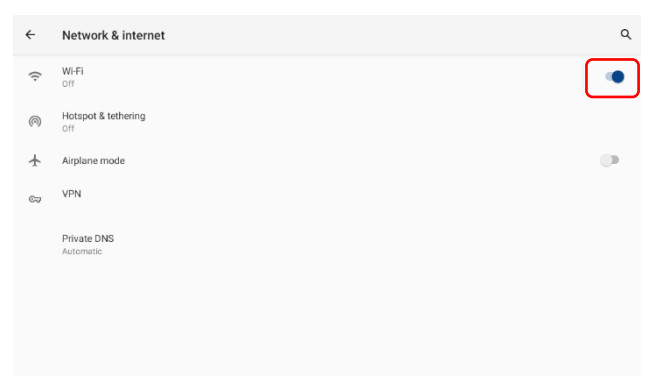 Network & internet
Wi-Fi
Off
Hotspot & tethering
Off
Airplane mode
VPN
Private DNS
Automatic